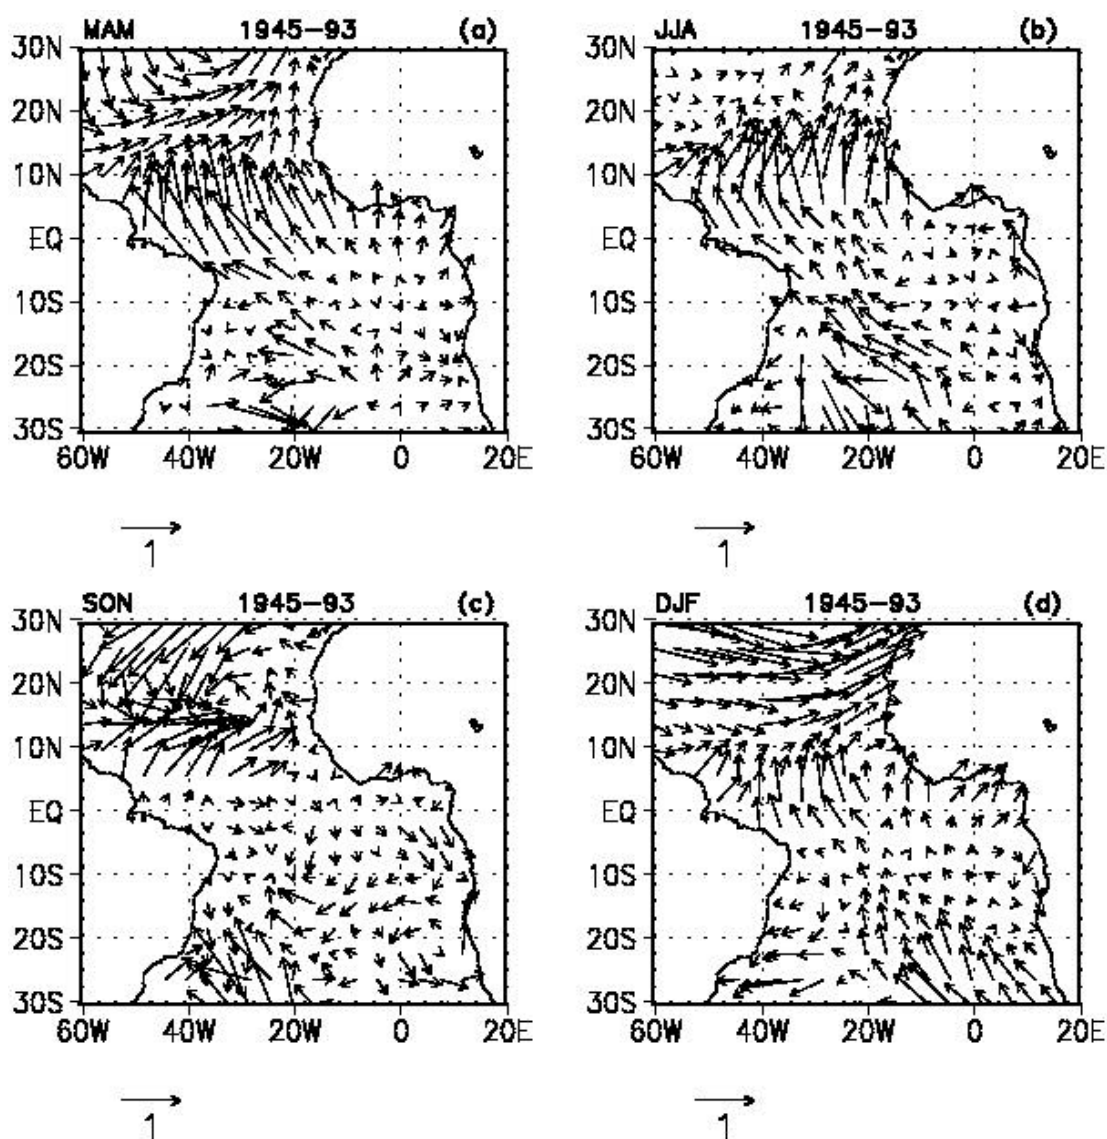 MAM 1945-93 (a)
30N
20N
10N
EQ
10S
20S
30S
60W 40W 20W 0 20E
1
JJA 1945-93 (b)
30N
20N
10N
EQ
10S
20S
30S
60W 40W 20W 0 20E
1
SON 1945-93 (c)
30N
20N
10N
EQ
10S
20S
30S
60W 40W 20W 0 20E
1
DJF 1945-93 (d)
30N
20N
10N
EQ
10S
20S
30S
60W 40W 20W 0 20E
1